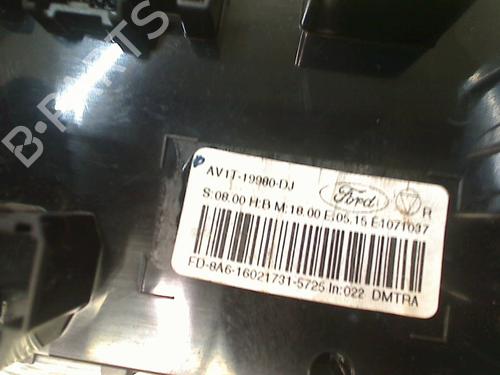 B-PARTS
AV1T-19980-DJ
Ford
R
S:08.00 H:B M:18.00 E:05.15 E1071037
FD-8A6-16021731-5725 In:022 DMTRA